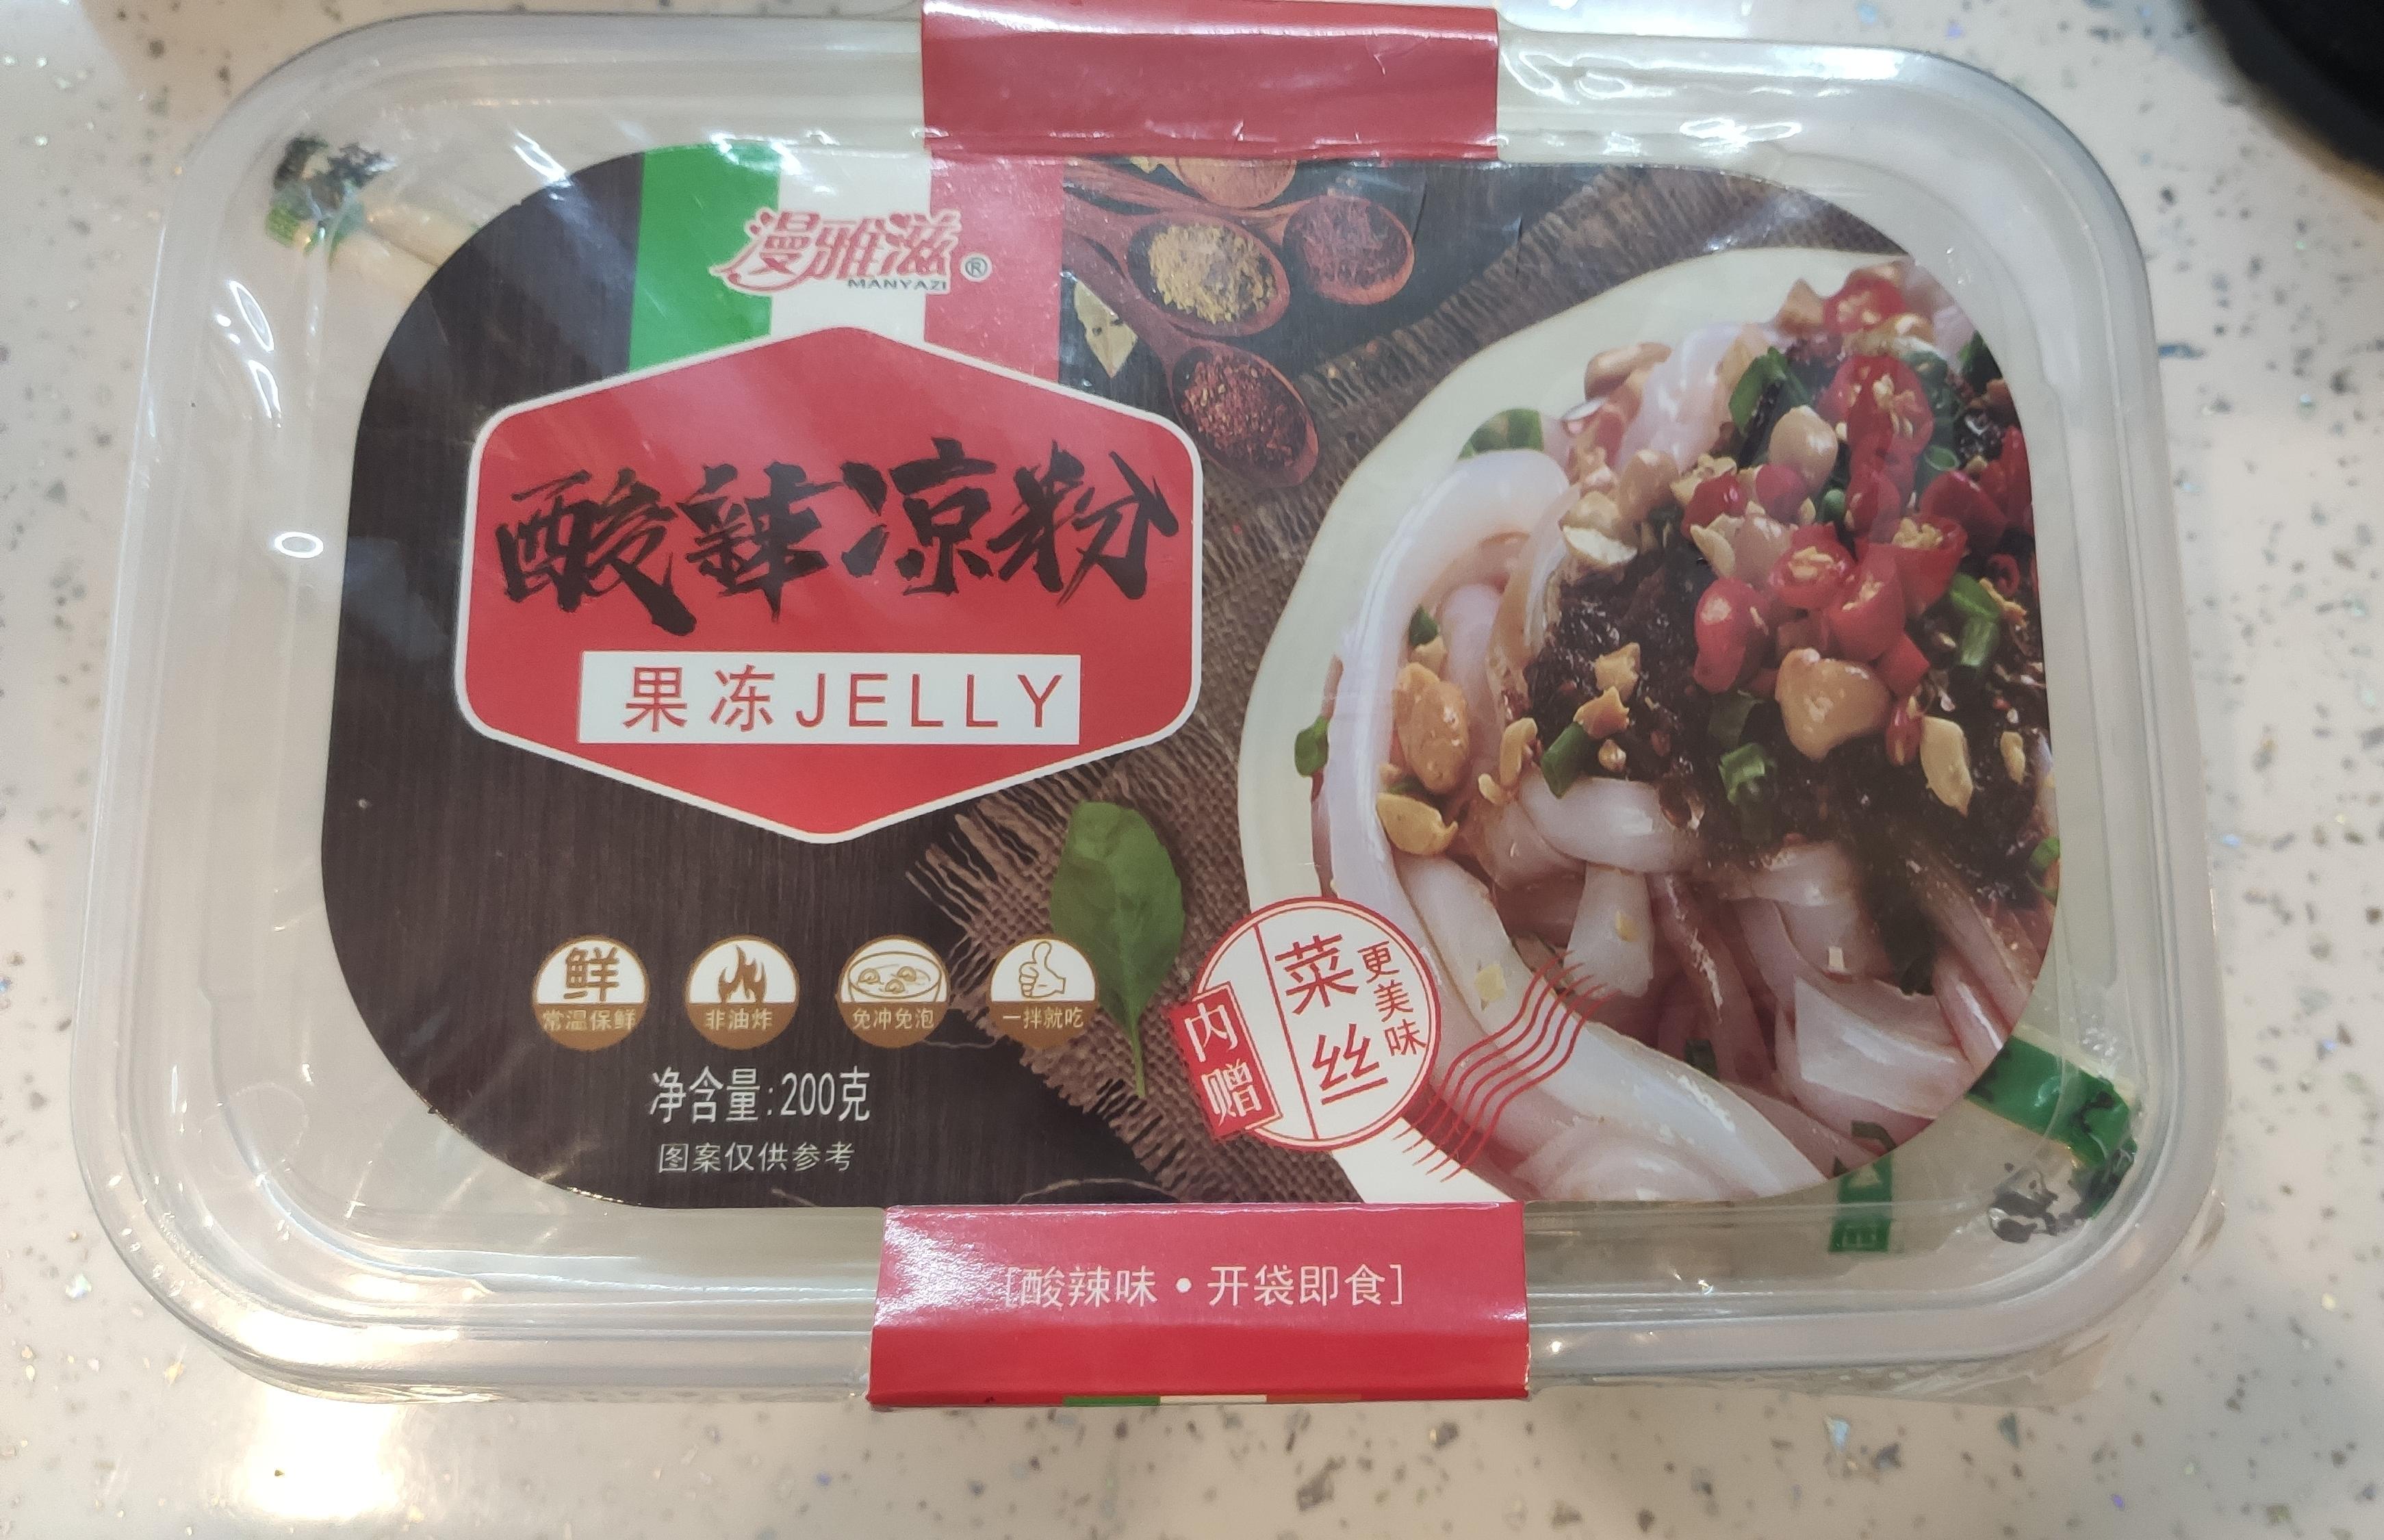 漫雅滋®
MANYAZI
酸辣凉粉
果冻JELLY
鲜
常温保鲜
非油炸
免冲免泡
一拌就吃
内赠
菜丝
更美味
净含量:200克
图案仅供参考
[酸辣味•开袋即食]